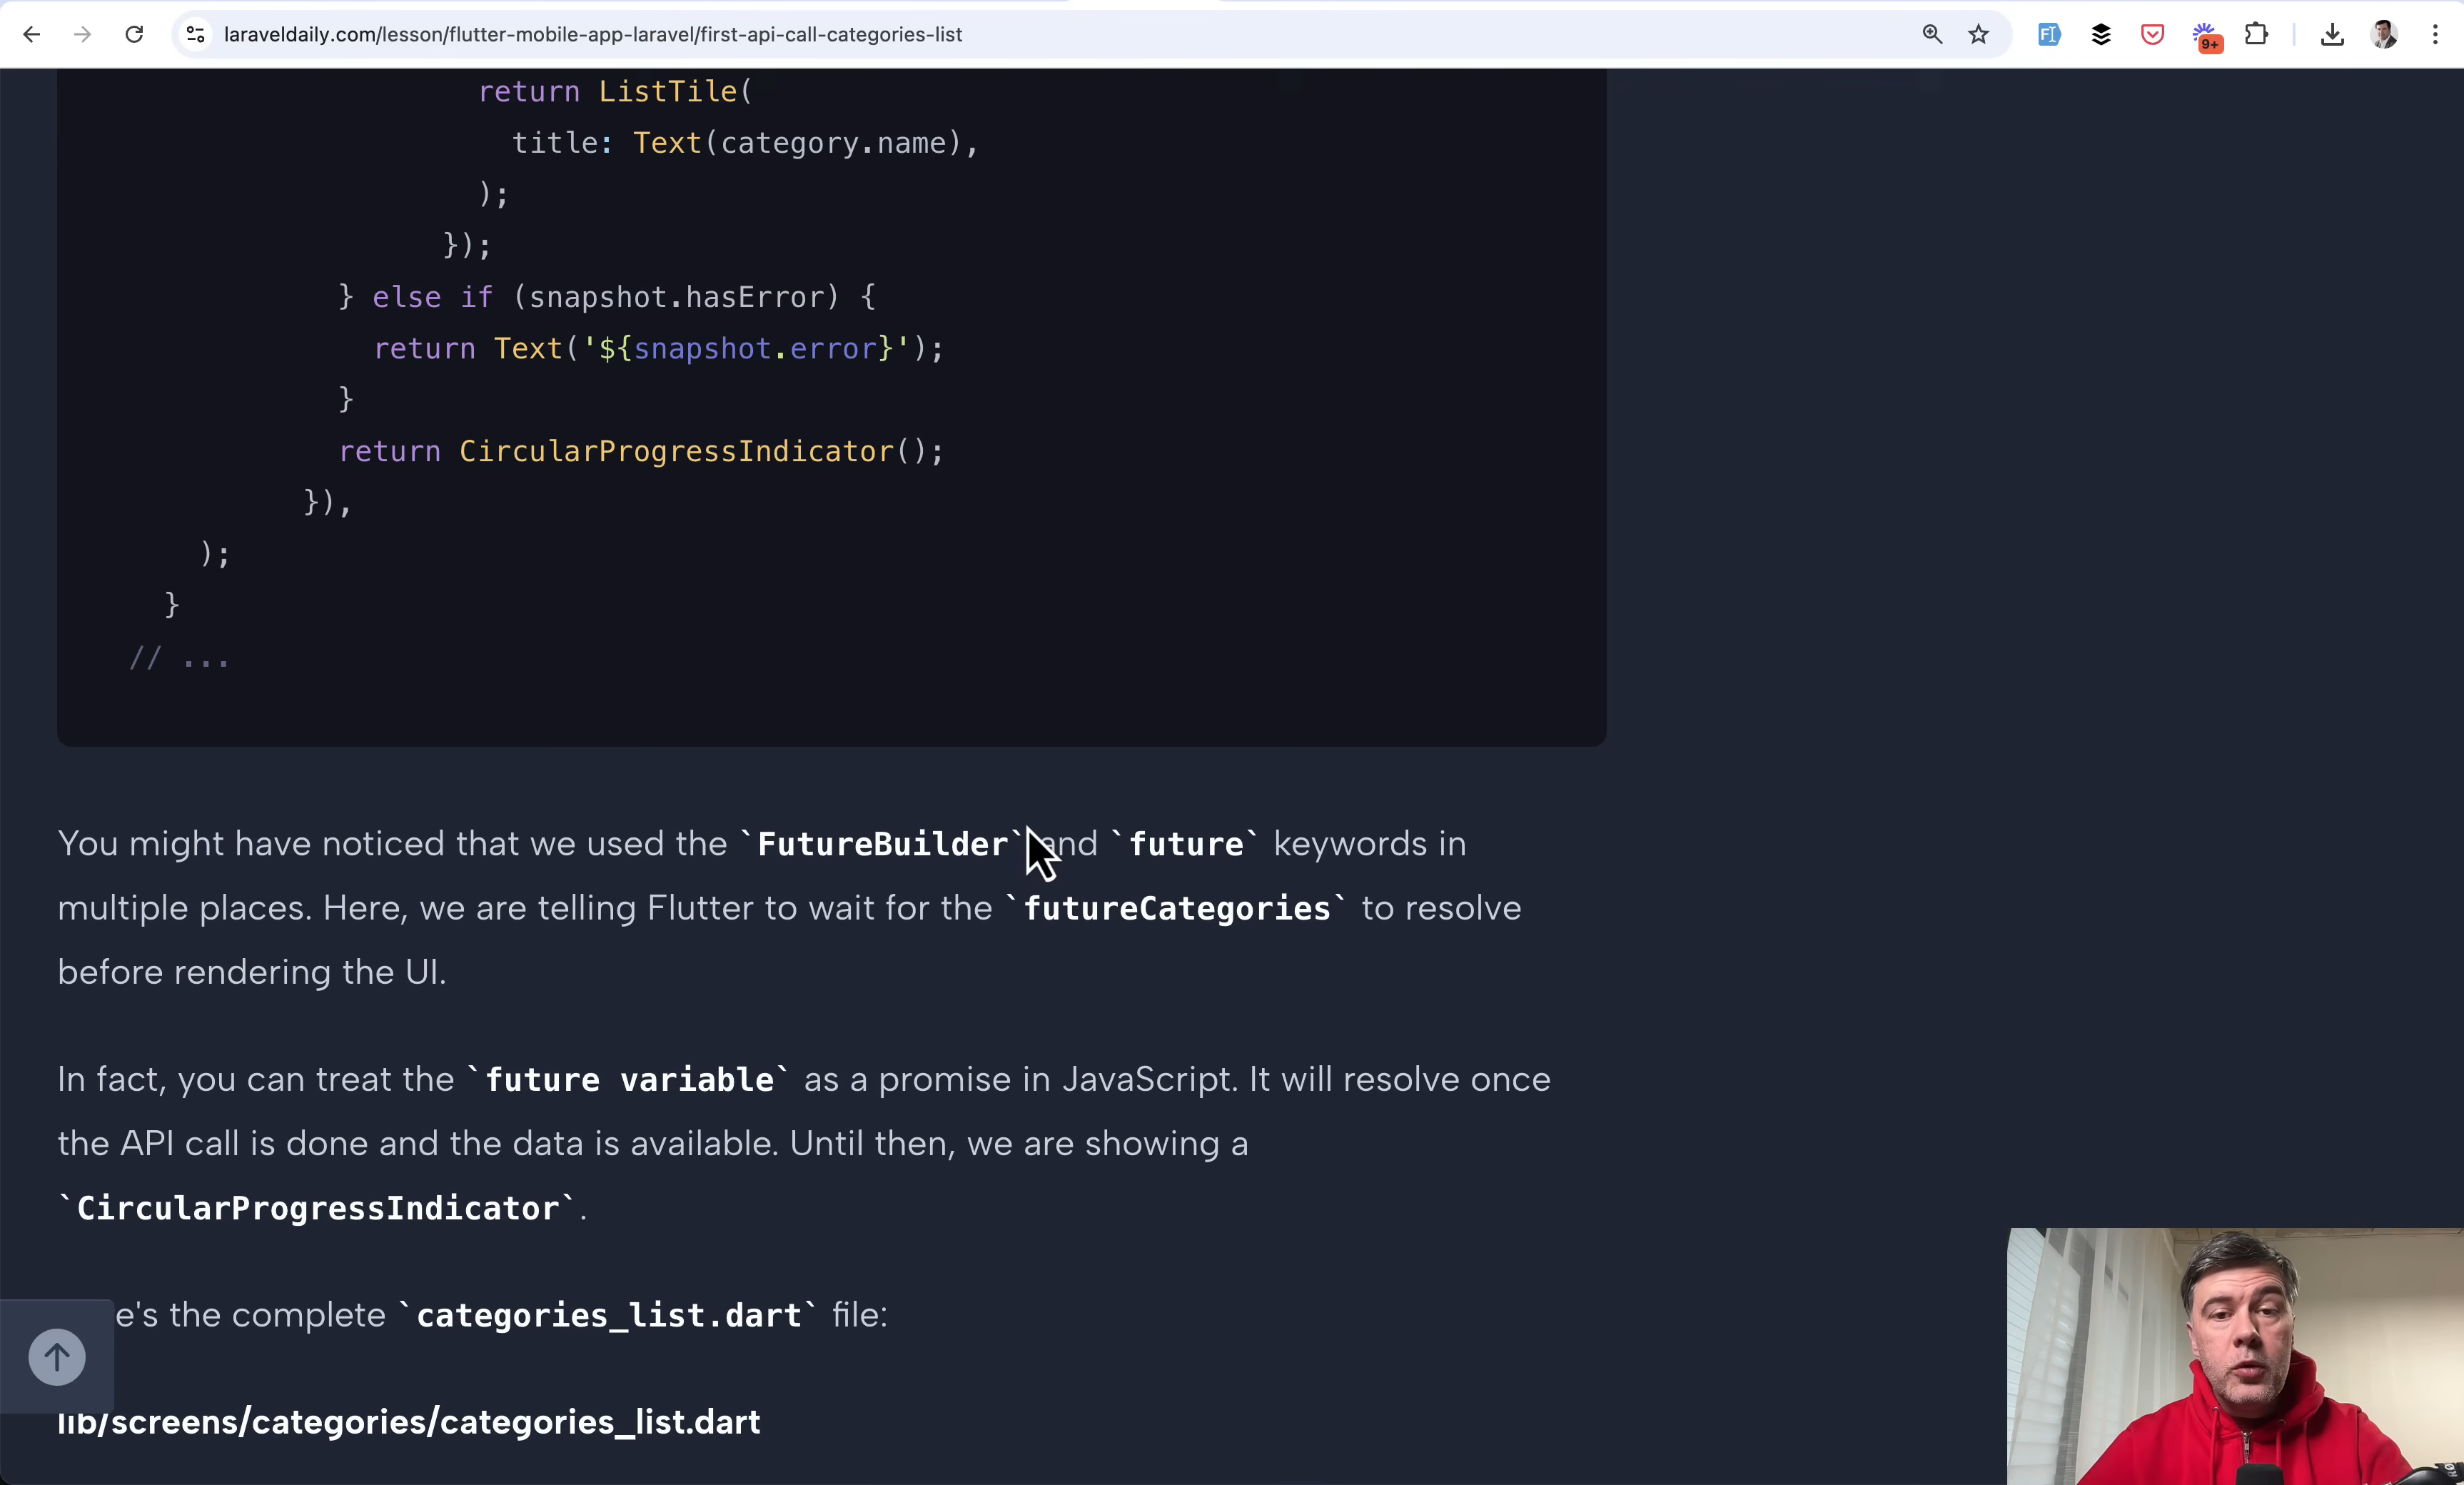 laraveldaily.com/lesson/flutter-mobile-app-laravel/first-api-call-categories-list
9+
return ListTile(
title: Text(category.name),
);
});
} else if (snapshot.hasError) {
return Text('${snapshot.error}');
}
return CircularProgressIndicator();
}),
);
}
// ...
You might have noticed that we used the `FutureBuilder` and `future` keywords in
multiple places. Here, we are telling Flutter to wait for the `futureCategories` to resolve
before rendering the UI.
In fact, you can treat the `future variable` as a promise in JavaScript. It will resolve once
the API call is done and the data is available. Until then, we are showing a
`CircularProgressIndicator`.
e's the complete `categories_list.dart` file:
lib/screens/categories/categories_list.dart